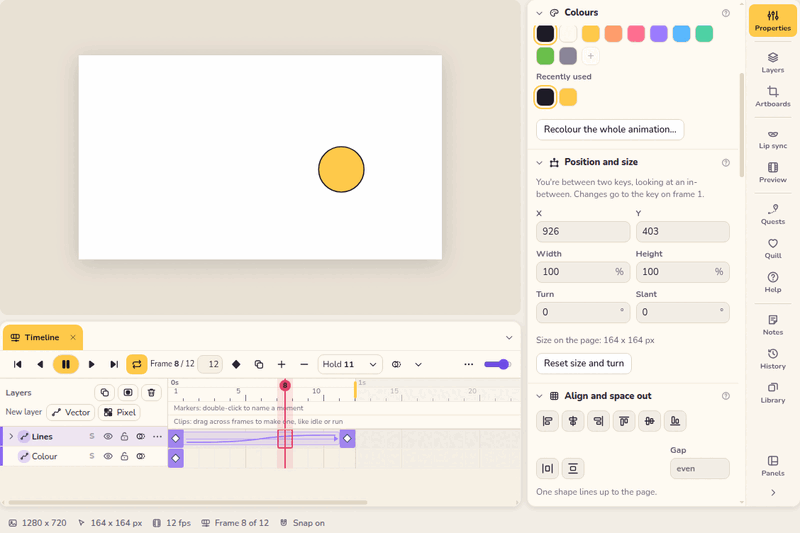 Colours
Recently used
Recolour the whole animation...
Position and size
You're between two keys, looking at an in-
between. Changes go to the key on frame 1.
X
Y
926
403
Width
Height
100 %
100 %
Turn
Slant
0 °
0 °
Size on the page: 164 x 164 px
Reset size and turn
Align and space out
Gap
even
One shape lines up to the page.
Properties
Layers
Artboards
Lip sync
Preview
Quests
Quill
Help
Notes
History
Library
Panels
Timeline
Frame 8 / 12
12
Hold 11
Layers
0s
1s
1
5
8
10
15
20
New layer
Vector
Pixel
Markers: double-click to name a moment
Clips: drag across frames to make one, like idle or run
Lines
S
Colour
S
1280 x 720
164 x 164 px
12 fps
Frame 8 of 12
Snap on